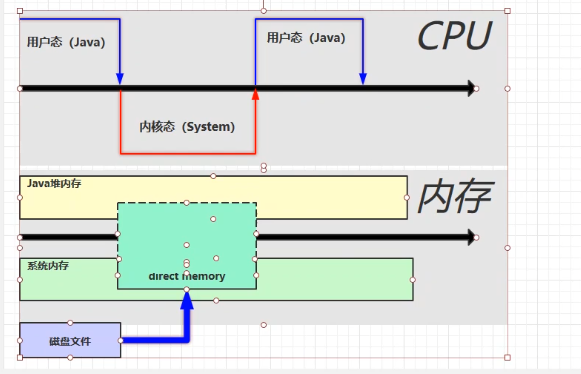 用户态（Java）
用户态（Java）
CPU
内核态（System）
Java堆内存
内存
系统内存
direct memory
磁盘文件